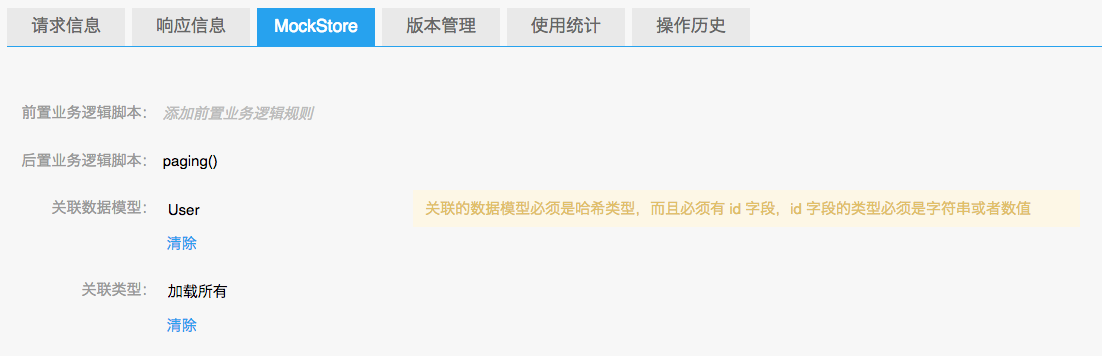 请求信息 响应信息 MockStore 版本管理 使用统计 操作历史
前置业务逻辑脚本： 添加前置业务逻辑规则
后置业务逻辑脚本： paging()
关联数据模型： User 关联的数据模型必须是哈希类型，而且必须有 id 字段，id 字段的类型必须是字符串或者数值
清除
关联类型： 加载所有
清除